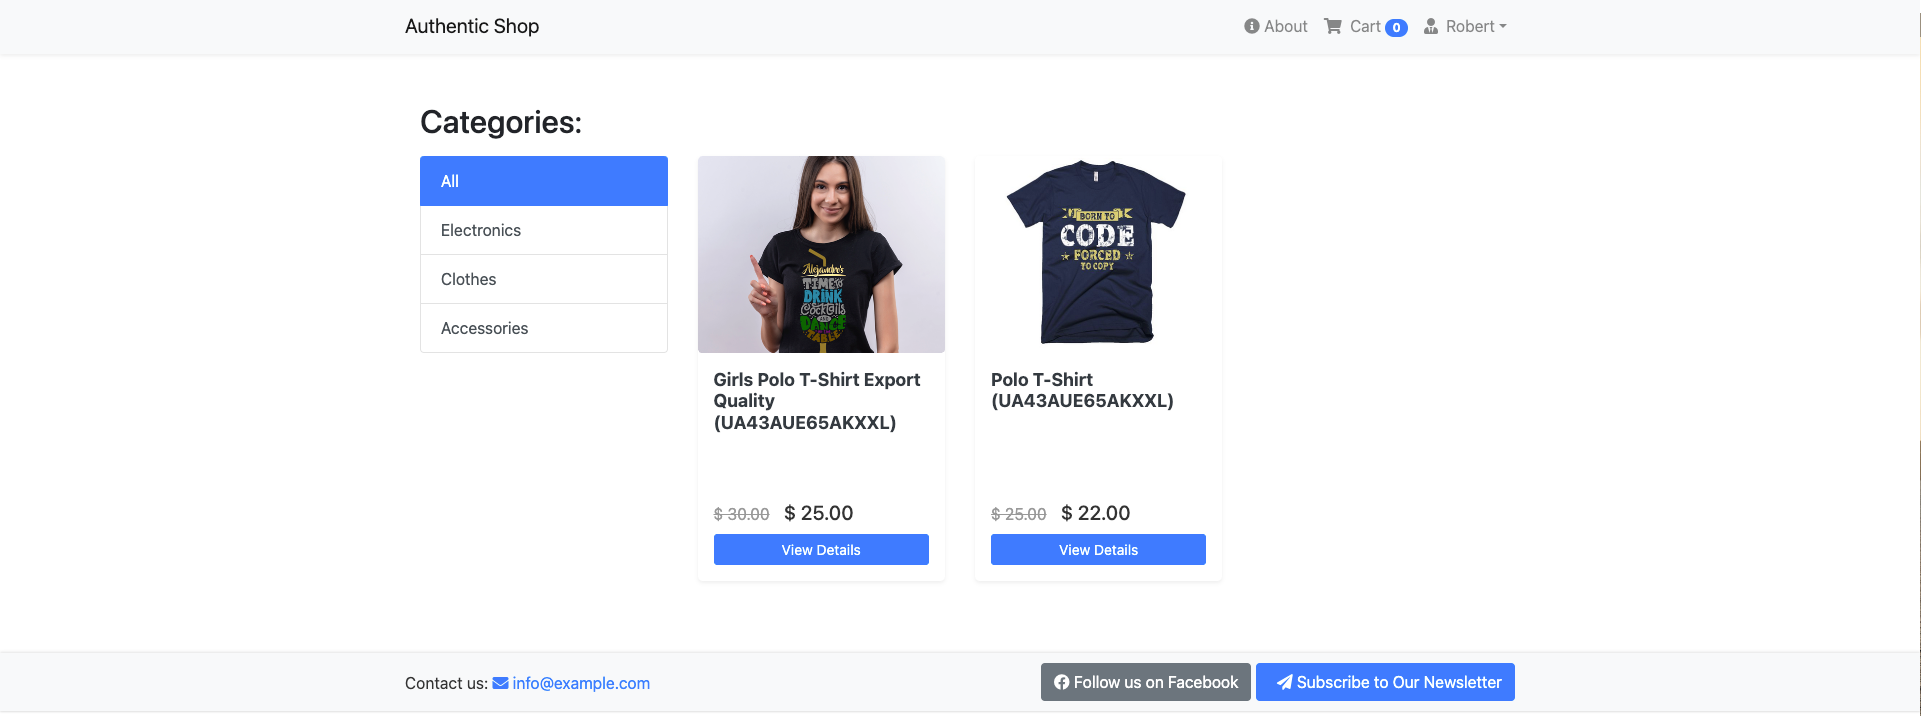 Authentic Shop
About
Cart 0
Robert
Categories:
All
Electronics
Clothes
Accessories
Alejandro's
TIME TO
DRINK
Cocktails
AND
DANCE
TABLE
Girls Polo T-Shirt Export
Quality
(UA43AUE65AKXXL)
$ 30.00 $ 25.00
View Details
BORN TO
CODE
FORCED
TO COPY
Polo T-Shirt
(UA43AUE65AKXXL)
$ 25.00 $ 22.00
View Details
Contact us: info@example.com
Follow us on Facebook
Subscribe to Our Newsletter